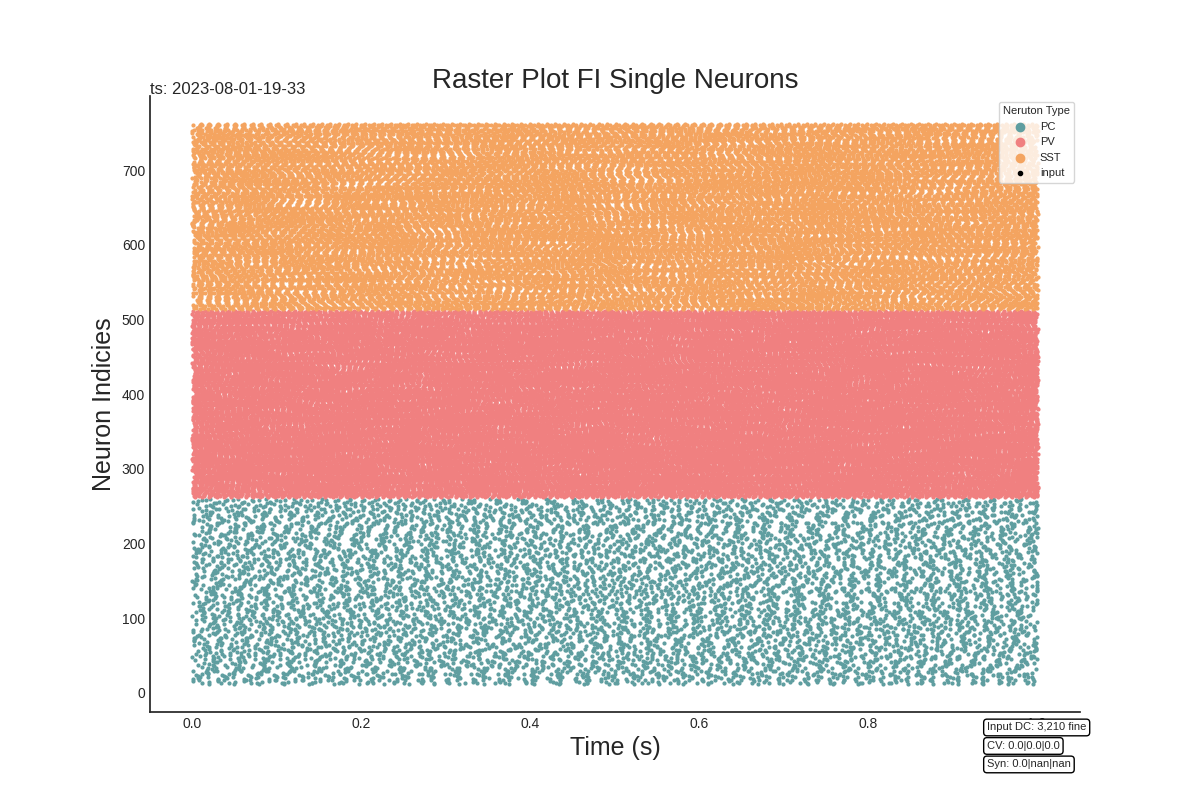 Raster Plot FI Single Neurons
ts: 2023-08-01-19-33
Neruton Type
PC
PV
SST
input
700
600
500
400
300
200
100
0
Neuron Indicies
0.0
0.2
0.4
0.6
0.8
Time (s)
Input DC: 3,210 fine
CV: 0.0|0.0|0.0
Syn: 0.0|nan|nan